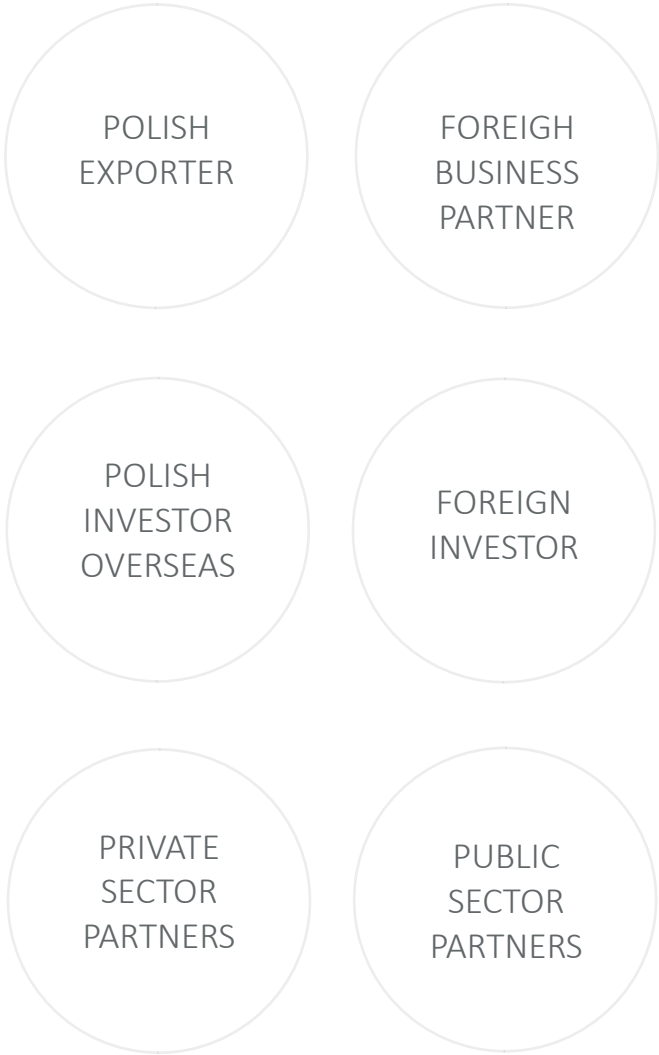 POLISH
EXPORTER
FOREIGH
BUSINESS
PARTNER
POLISH
INVESTOR
OVERSEAS
FOREIGN
INVESTOR
PRIVATE
SECTOR
PARTNERS
PUBLIC
SECTOR
PARTNERS